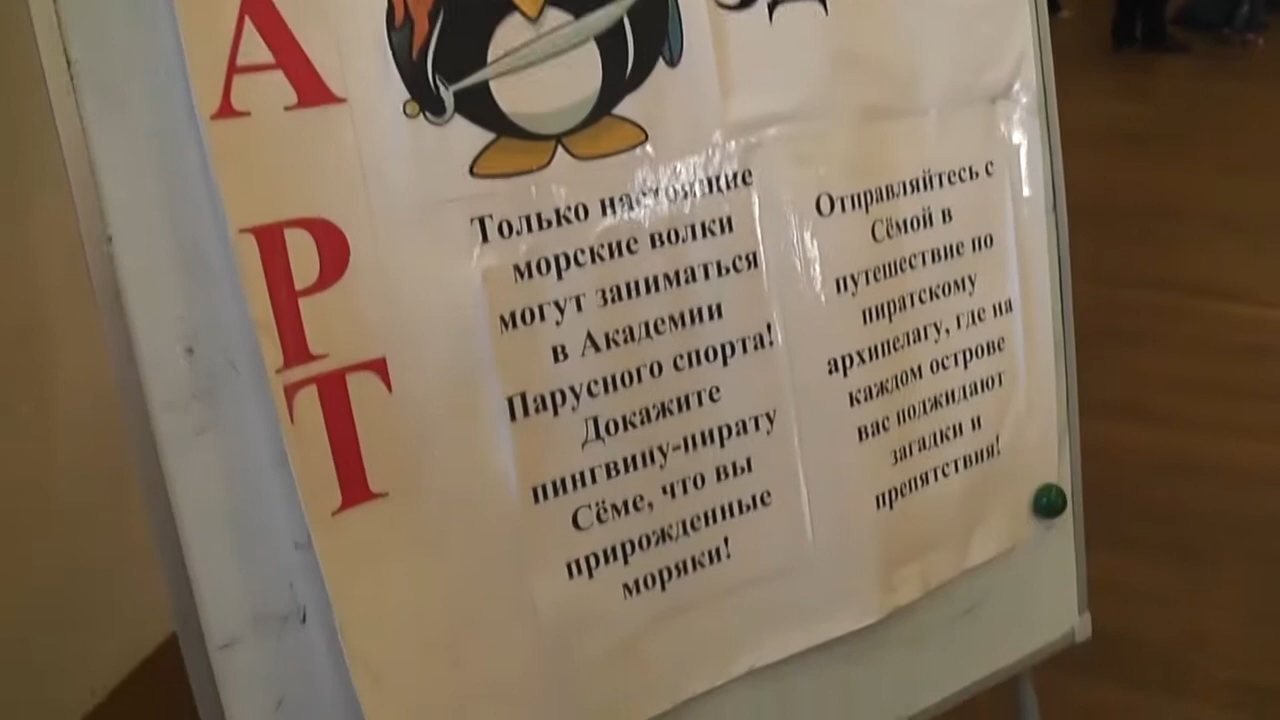 А
Р
Т
Только настоящие
морские волки
могут заниматься
в Академии
Парусного спорта!
Докажите
пингвину-пирату
Сёме, что вы
прирожденные
моряки!
Отправляйтесь с
Сёмой в
путешествие по
пиратскому
архипелагу, где на
каждом острове
вас поджидают
загадки и
препятствия!